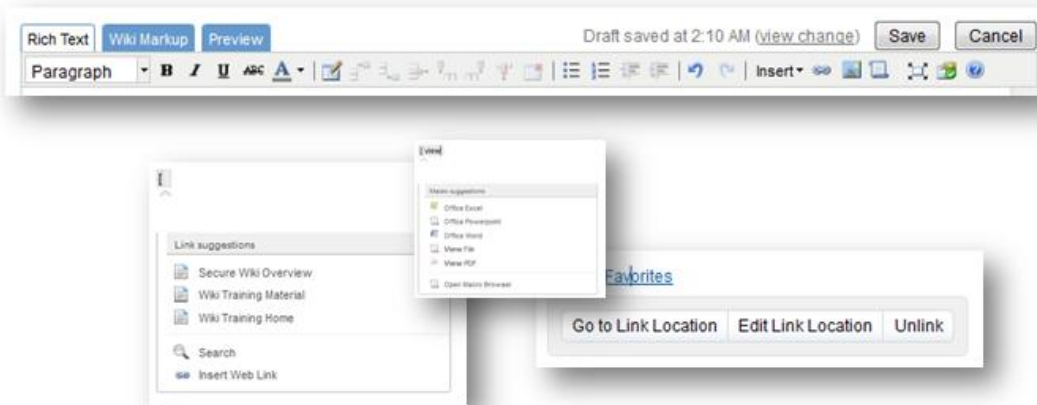 Rich Text Wiki Markup Preview Draft saved at 2:10 AM (view change) Save Cancel
Paragraph B I U ABC A Insert
[
Link suggestions
Secure Wiki Overview
Wiki Training Material
Wiki Training Home
Search
Insert Web Link
{view
Macro suggestions
Office Excel
Office Powerpoint
Office Word
View File
View PDF
Open Macro Browser
Favorites
Go to Link Location Edit Link Location Unlink